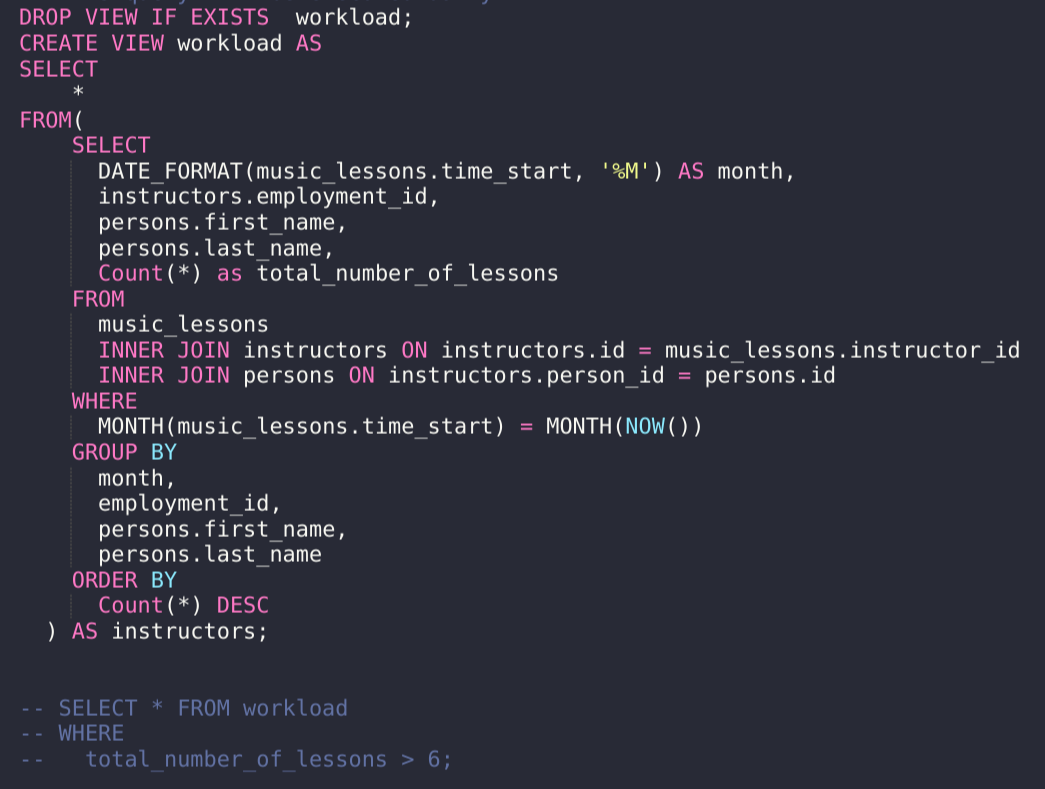 DROP VIEW IF EXISTS  workload;
CREATE VIEW workload AS
SELECT
    *
FROM(
    SELECT
      DATE_FORMAT(music_lessons.time_start, '%M') AS month,
      instructors.employment_id,
      persons.first_name,
      persons.last_name,
      Count(*) as total_number_of_lessons
    FROM
      music_lessons
      INNER JOIN instructors ON instructors.id = music_lessons.instructor_id
      INNER JOIN persons ON instructors.person_id = persons.id
    WHERE
      MONTH(music_lessons.time_start) = MONTH(NOW())
    GROUP BY
      month,
      employment_id,
      persons.first_name,
      persons.last_name
    ORDER BY
      Count(*) DESC
  ) AS instructors;
-- SELECT * FROM workload
-- WHERE
--   total_number_of_lessons > 6;